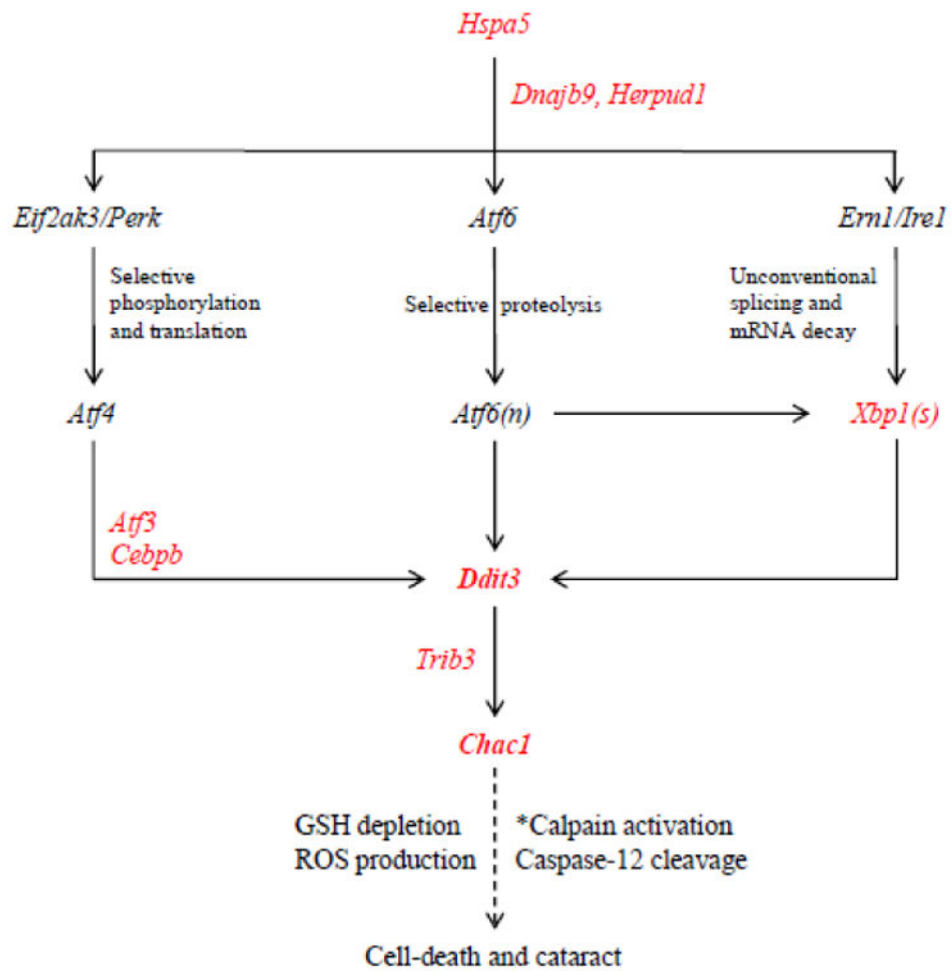 Hspa5
Dnajb9, Herpud1
Eif2ak3/Perk
Atf6
Ern1/Ire1
Selective
phosphorylation
and translation
Selective proteolysis
Unconventional
splicing and
mRNA decay
Atf4
Atf6(n)
Xbp1(s)
Atf3
Cebpb
Ddit3
Trib3
Chac1
GSH depletion
ROS production
*Calpain activation
Caspase-12 cleavage
Cell-death and cataract